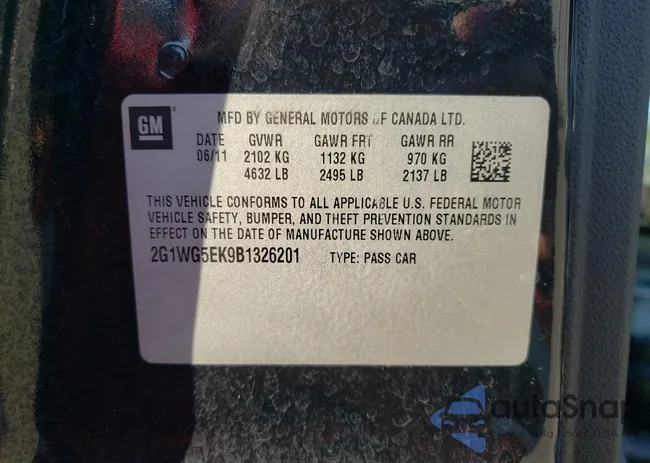 GM
MFD BY GENERAL MOTORS OF CANADA LTD.
DATE GVWR GAWR FRT GAWR RR
06/11 2102 KG 1132 KG 970 KG
4632 LB 2495 LB 2137 LB
THIS VEHICLE CONFORMS TO ALL APPLICABLE U.S. FEDERAL MOTOR
VEHICLE SAFETY, BUMPER, AND THEFT PREVENTION STANDARDS IN
EFFECT ON THE DATE OF MANUFACTURE SHOWN ABOVE.
2G1WG5EK9B1326201 TYPE: PASS CAR
autoSnap